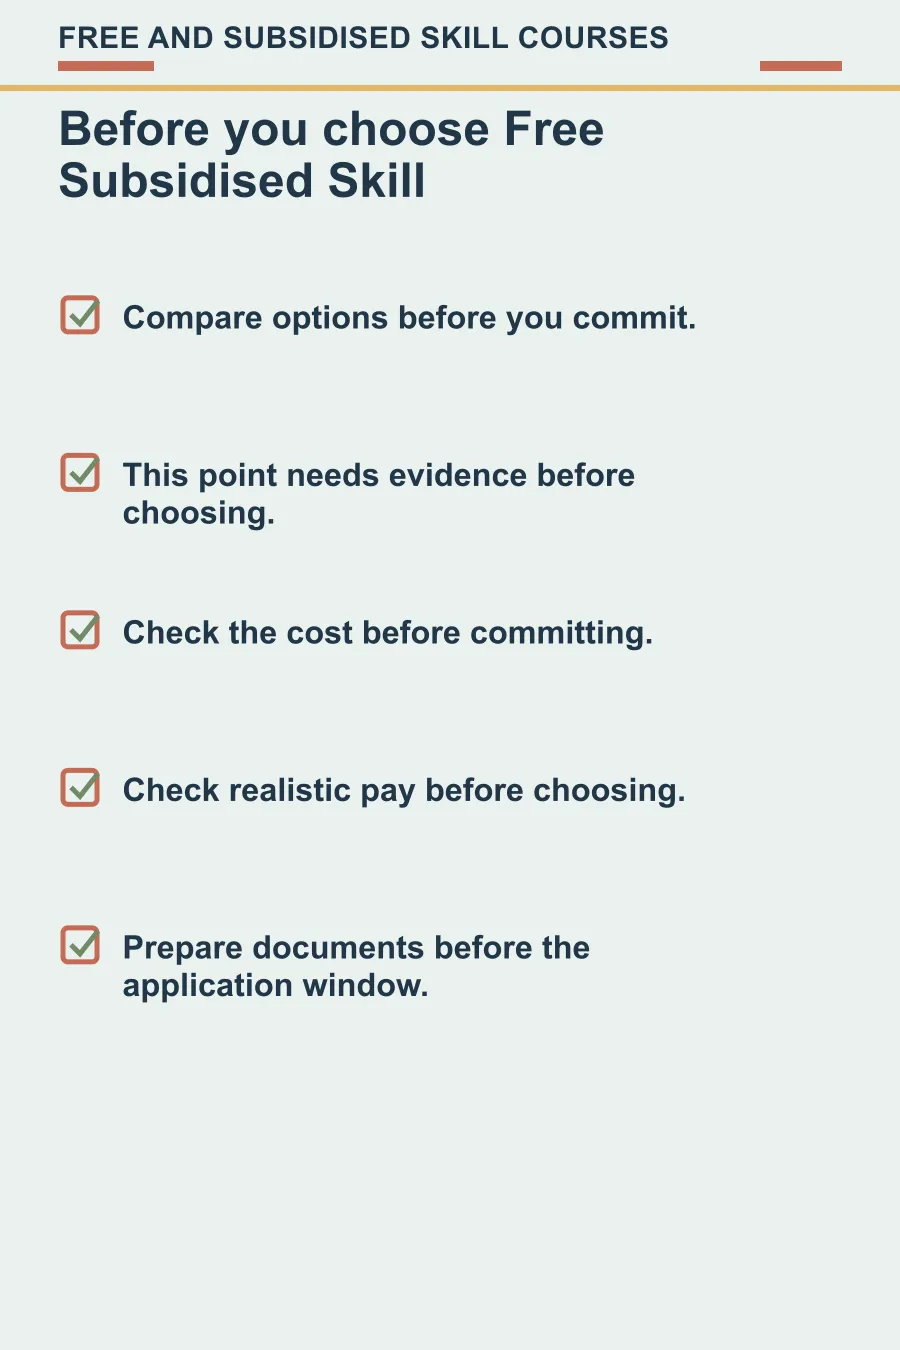 FREE AND SUBSIDISED SKILL COURSES
Before you choose Free
Subsidised Skill
Compare options before you commit.
This point needs evidence before
choosing.
Check the cost before committing.
Check realistic pay before choosing.
Prepare documents before the
application window.